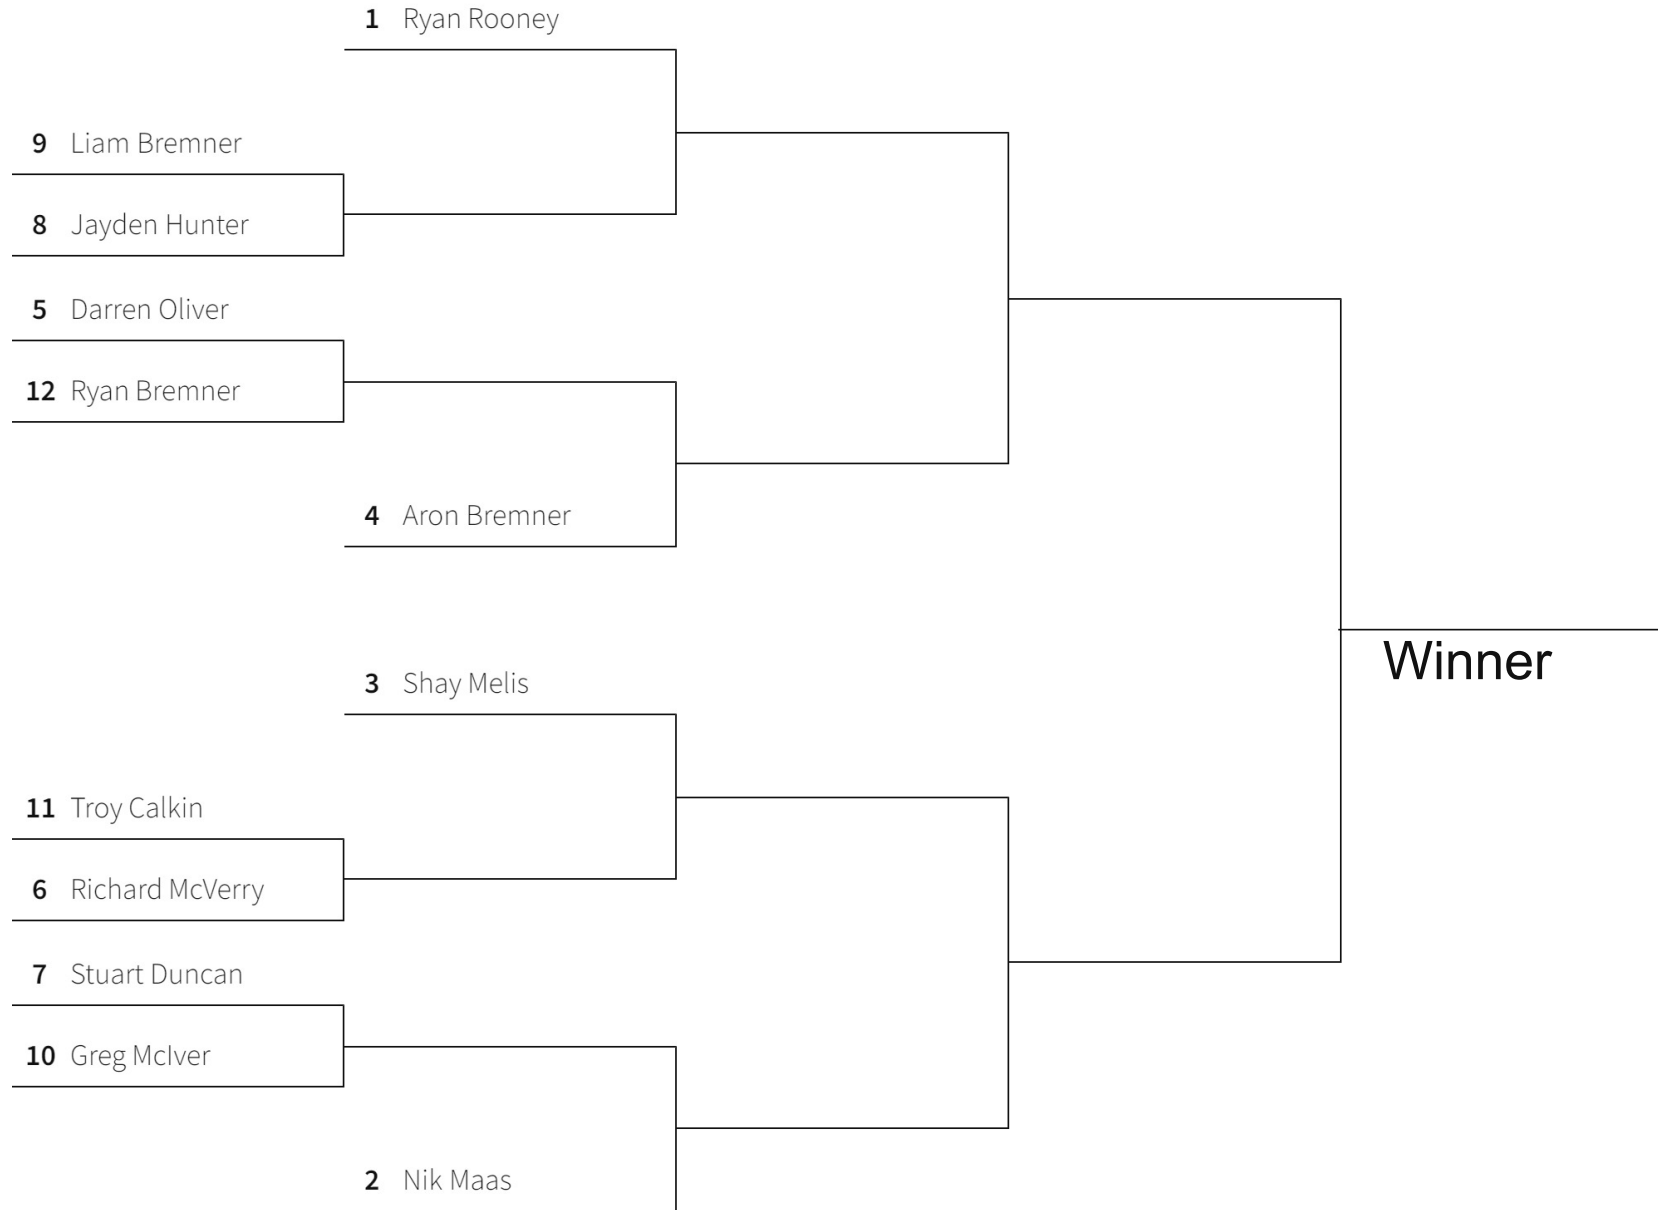 1 Ryan Rooney
9 Liam Bremner
8 Jayden Hunter
5 Darren Oliver
12 Ryan Bremner
4 Aron Bremner
Winner
3 Shay Melis
11 Troy Calkin
6 Richard McVerry
7 Stuart Duncan
10 Greg McIver
2 Nik Maas